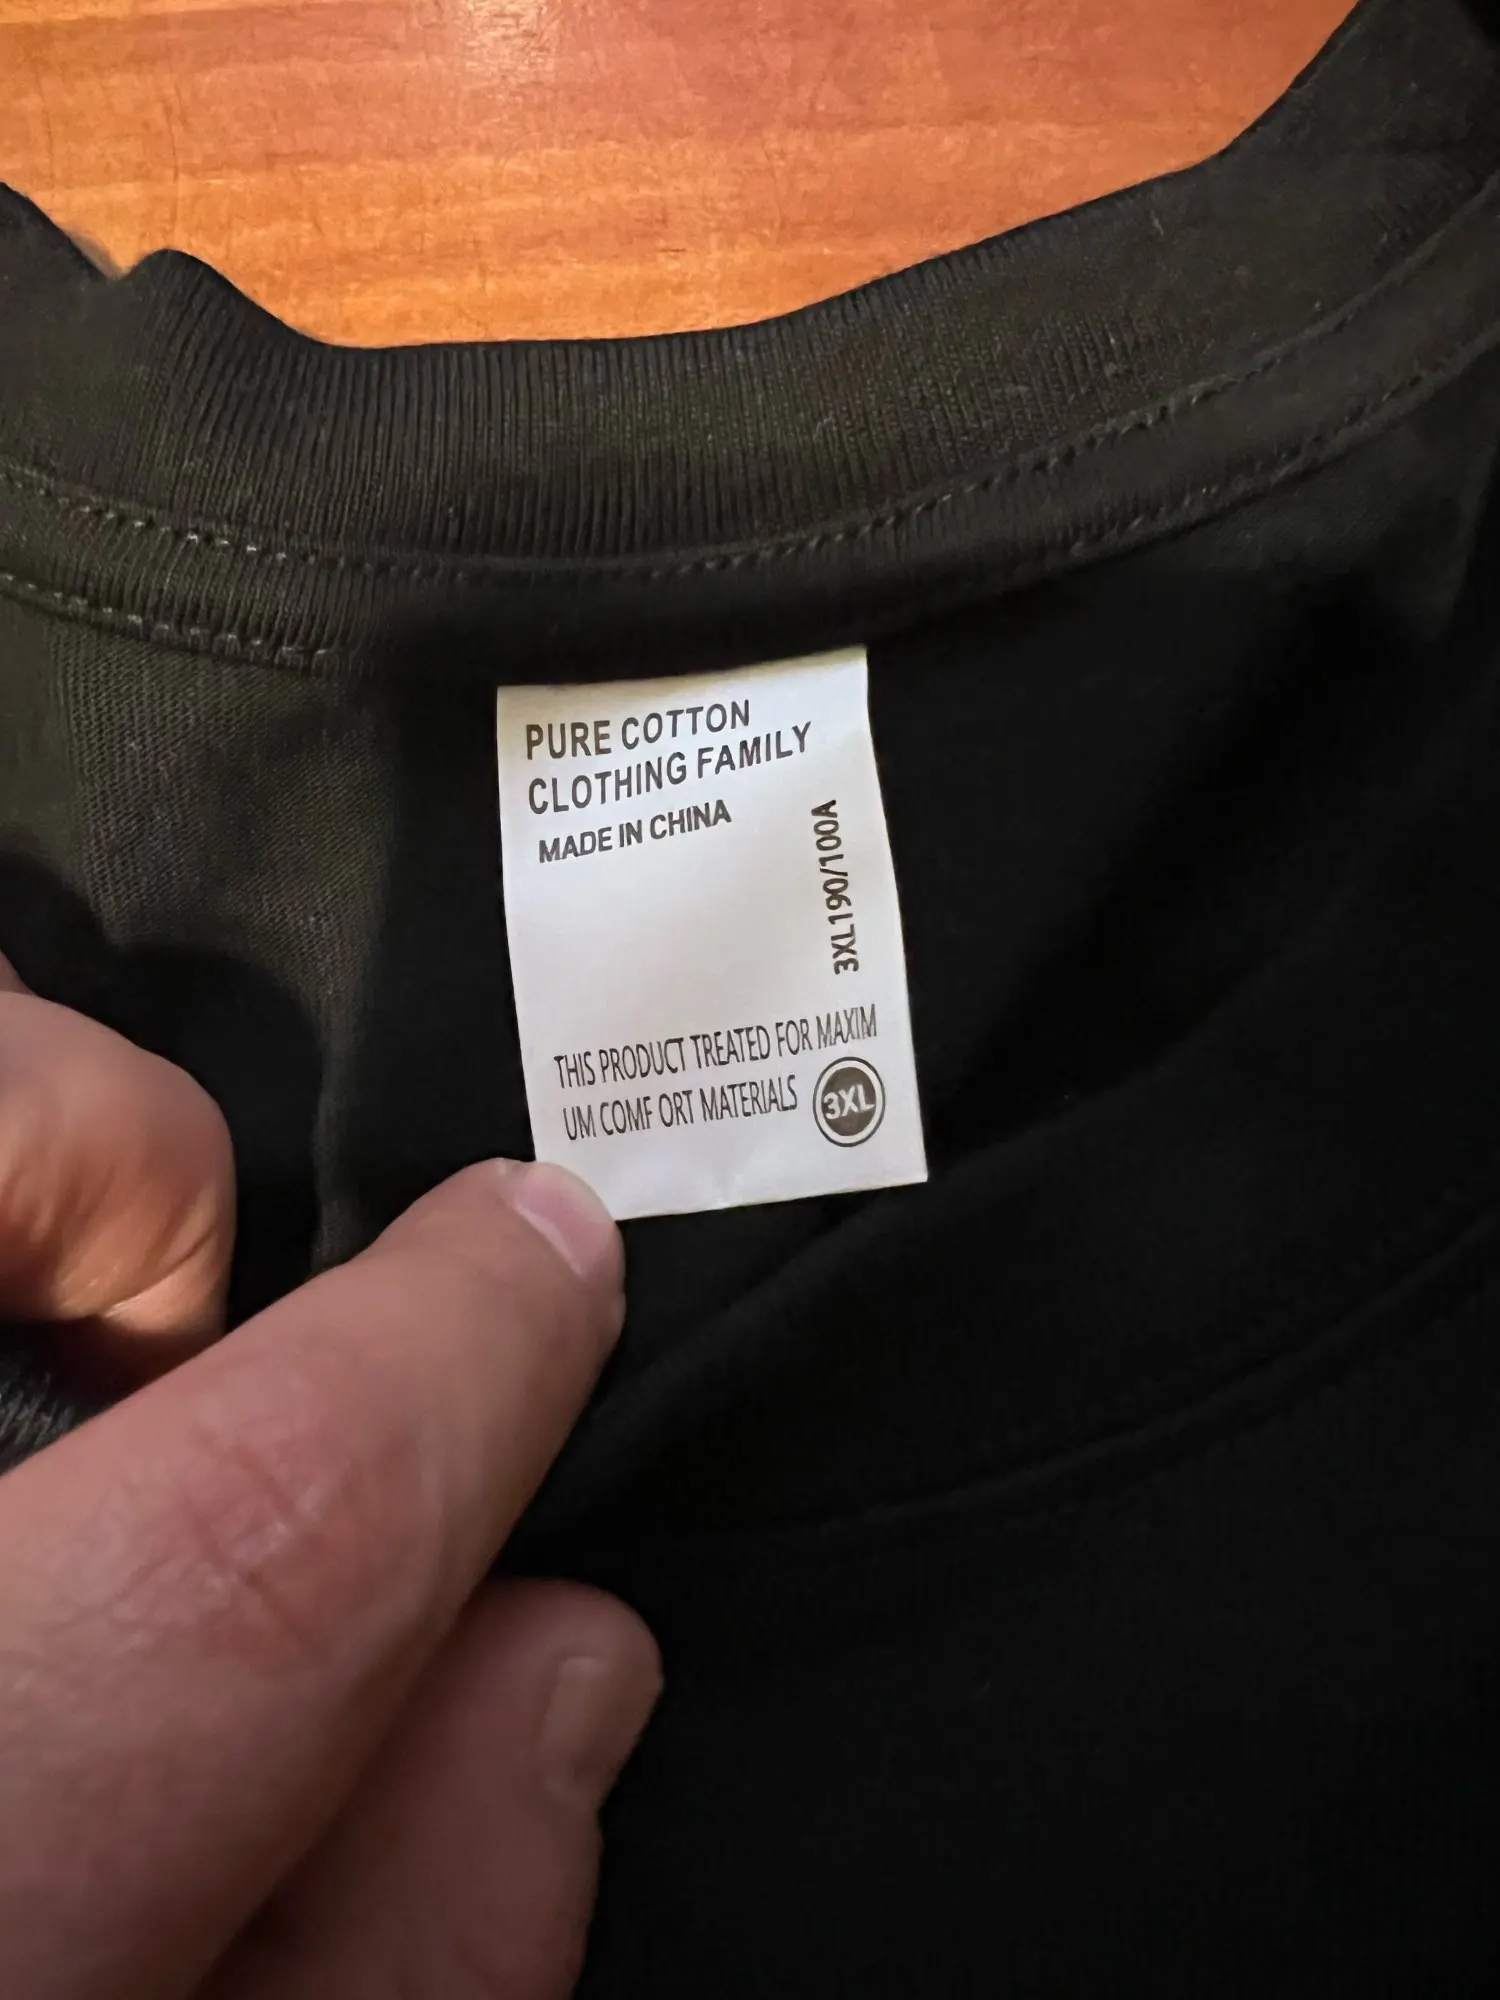 PURE COTTON
CLOTHING FAMILY
MADE IN CHINA
3XL190/100A
THIS PRODUCT TREATED FOR MAXIM
UM COMF ORT MATERIALS
3XL